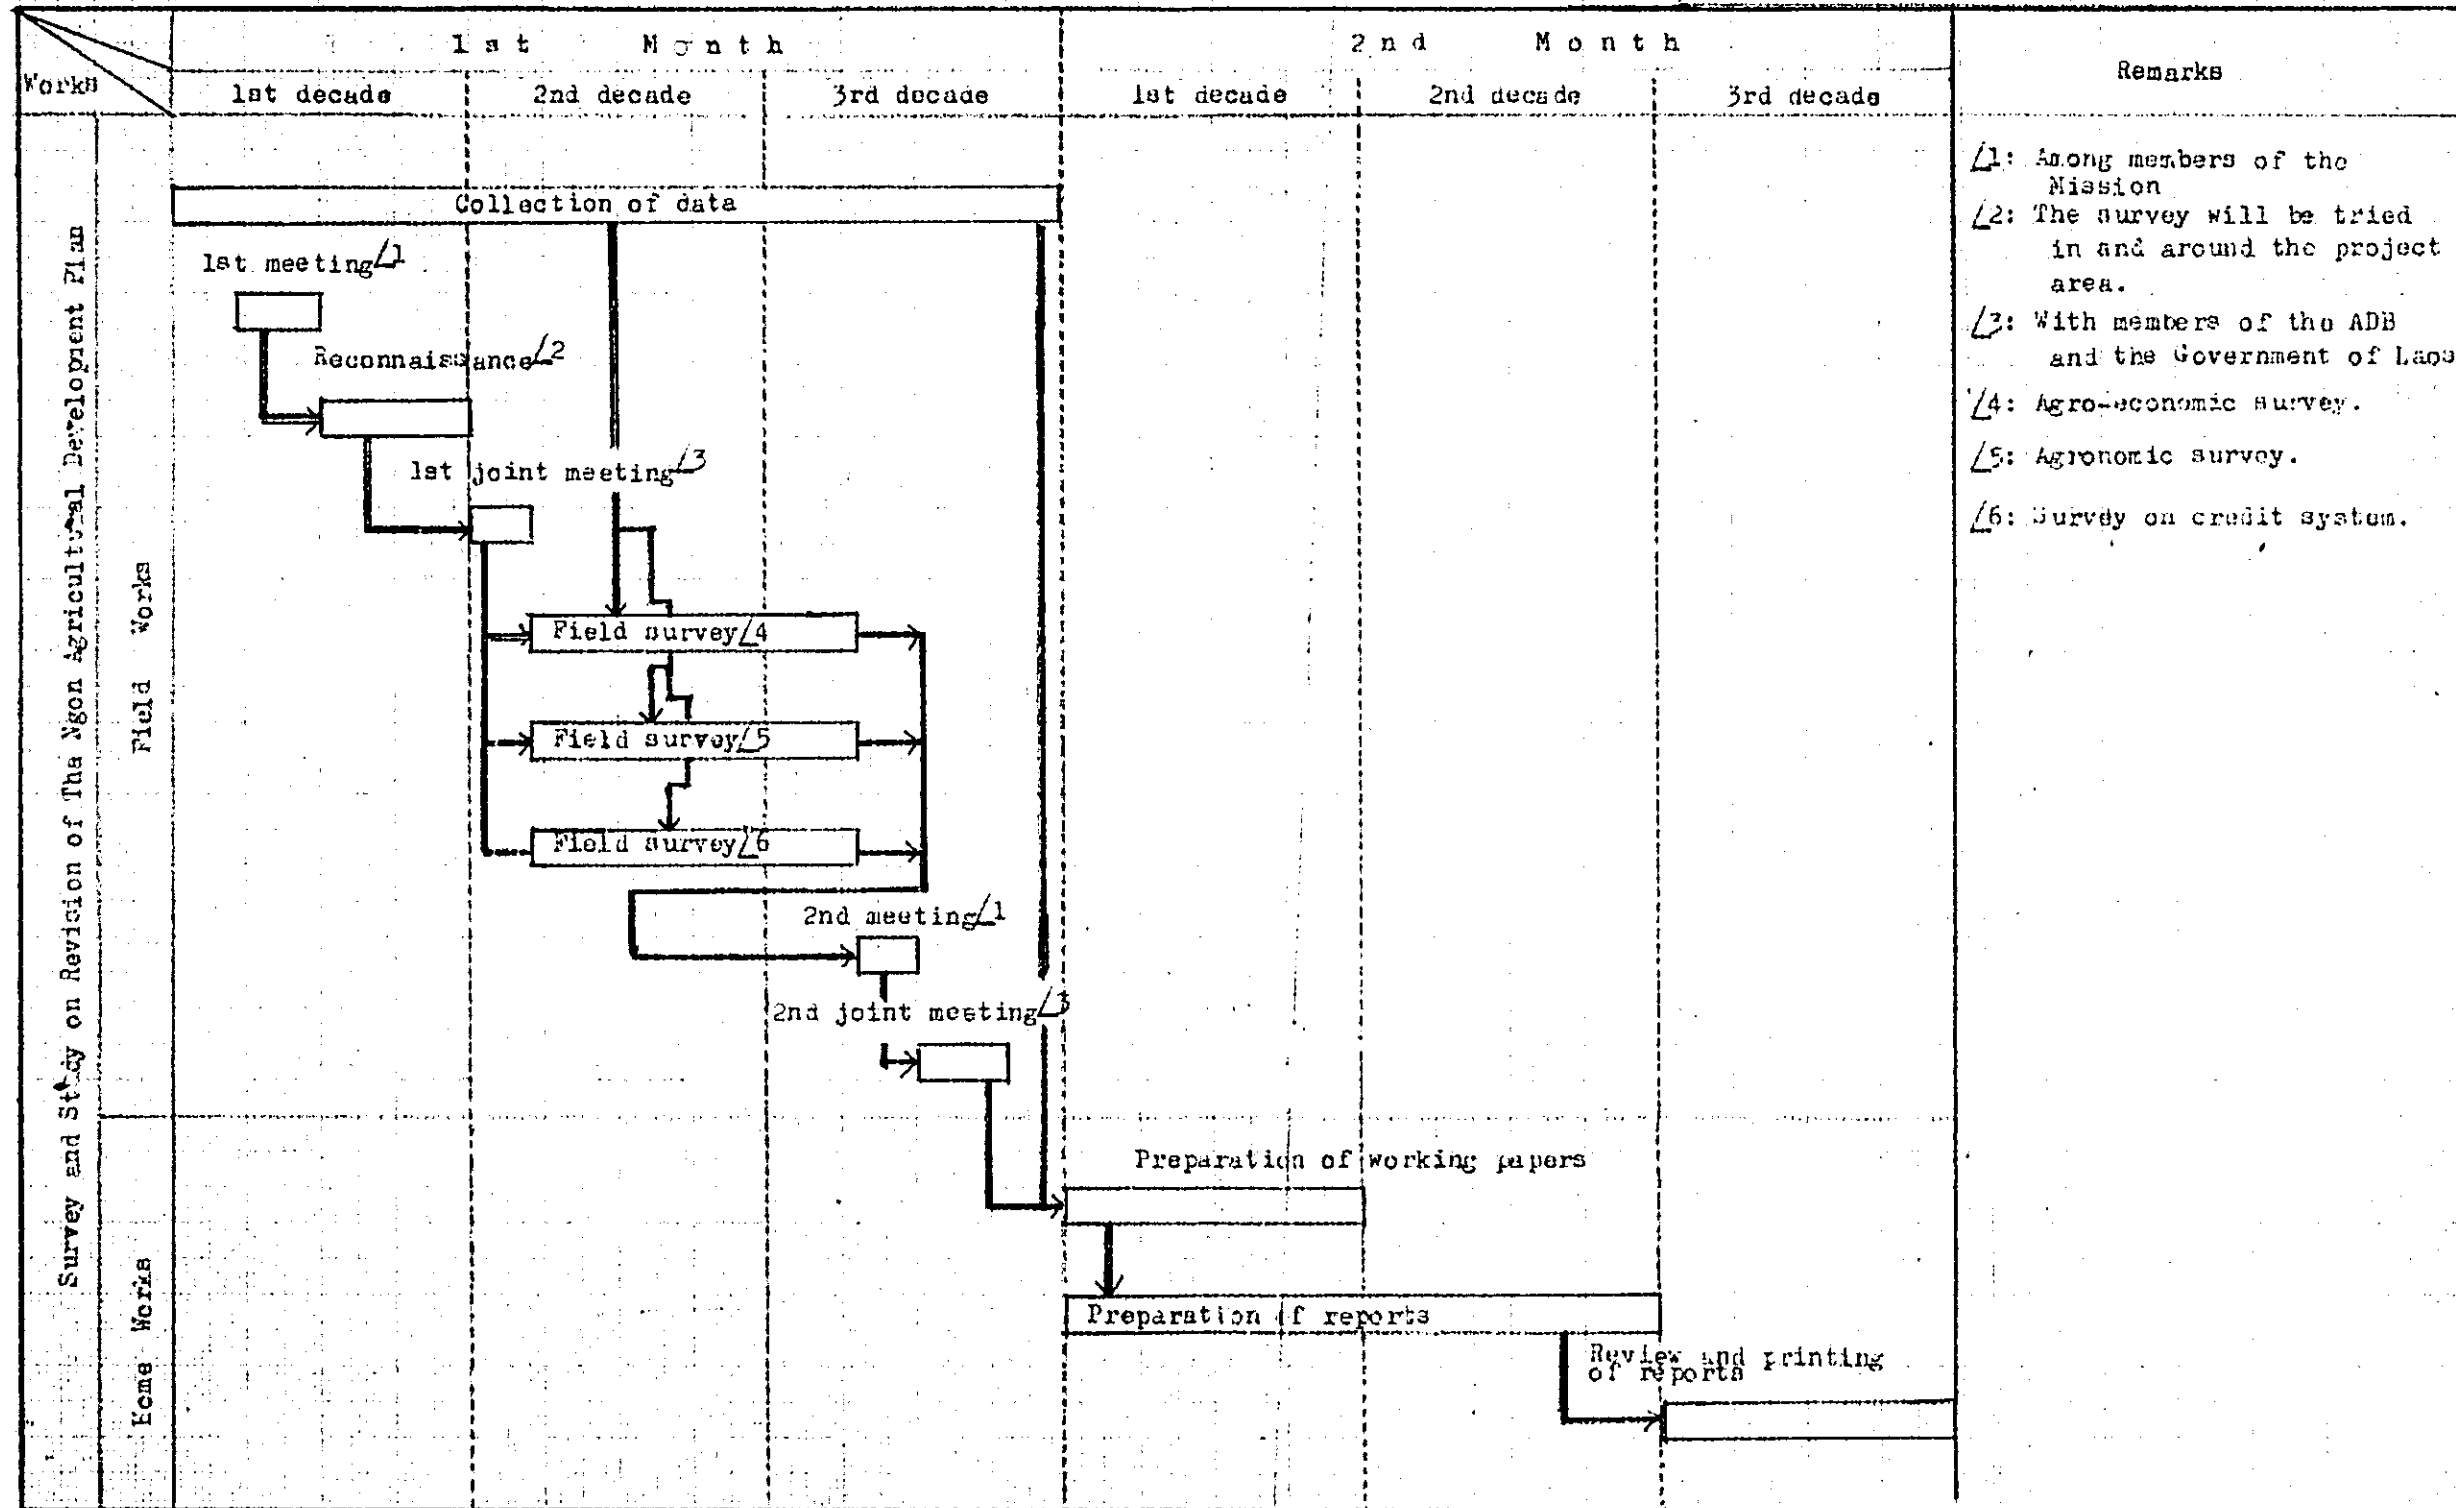 1st Month
2nd Month
Remarks
Works
1st decade
2nd decade
3rd decade
1st decade
2nd decade
3rd decade
Survey and Study on Revision of Tha Ngon Agricultural Development Plan
Field Works
Home Works
Collection of data
1st meeting/1
Reconnaissance/2
1st joint meeting/3
Field survey/4
Field survey/5
Field survey/6
2nd meeting/1
2nd joint meeting/3
Preparation of working papers
Preparation of reports
Review and printing
of reports
/1: Among members of the
Mission
/2: The survey will be tried
in and around the project
area.
/3: With members of the ADB
and the Government of Laos
/4: Agro-economic survey.
/5: Agronomic survey.
/6: Survey on credit system.